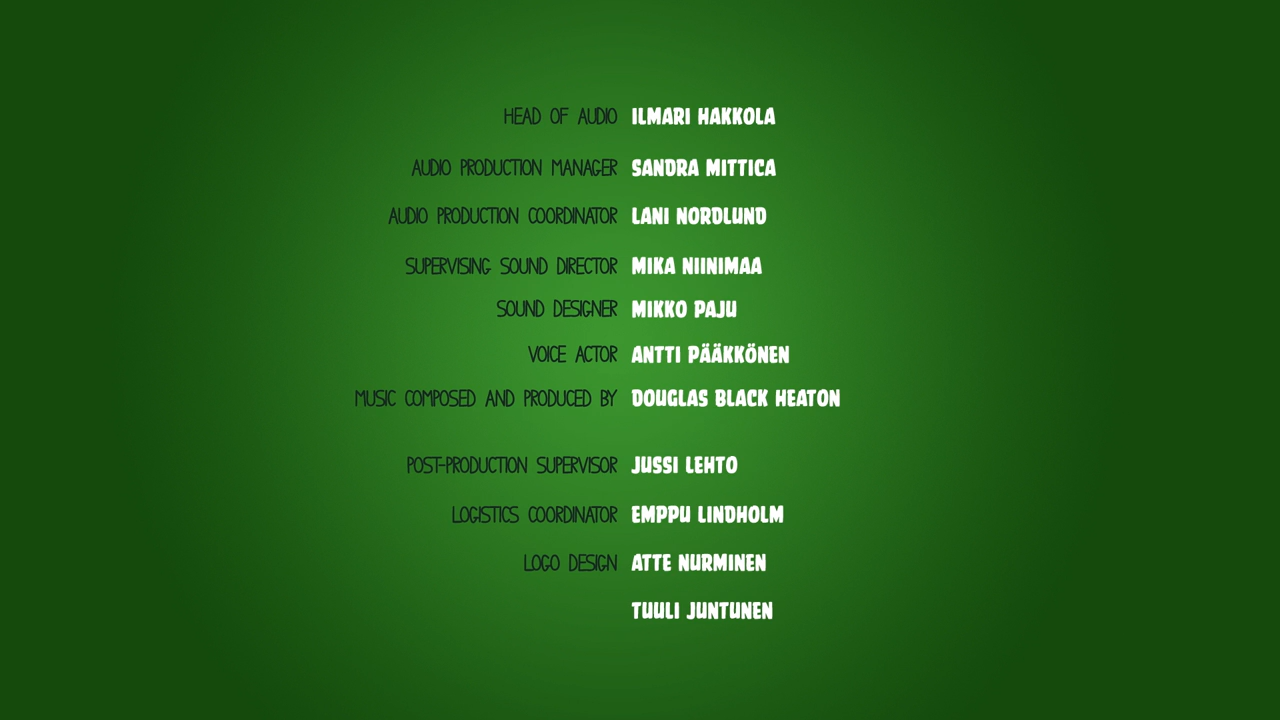 HEAD OF AUDIO ILMARI HAKKOLA
AUDIO PRODUCTION MANAGER SANDRA MITTICA
AUDIO PRODUCTION COORDINATOR LANI NORDLUND
SUPERVISING SOUND DIRECTOR MIKA NIINIMAA
SOUND DESIGNER MIKKO PAJU
VOICE ACTOR ANTTI PÄÄKKÖNEN
MUSIC COMPOSED AND PRODUCED BY DOUGLAS BLACK HEATON
POST-PRODUCTION SUPERVISOR JUSSI LEHTO
LOGISTICS COORDINATOR EMPPU LINDHOLM
LOGO DESIGN ATTE NURMINEN
TUULI JUNTUNEN